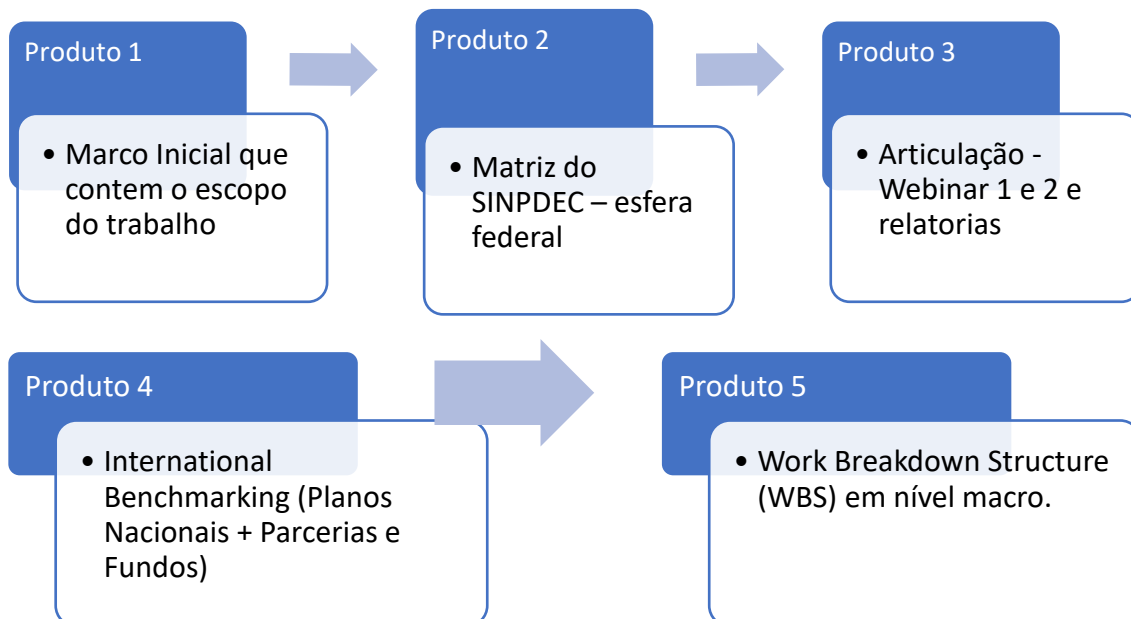 Produto 1
• Marco Inicial que
contem o escopo
do trabalho
Produto 2
• Matriz do
SINPDEC – esfera
federal
Produto 3
• Articulação -
Webinar 1 e 2 e
relatorias
Produto 4
• International
Benchmarking (Planos
Nacionais + Parcerias e
Fundos)
Produto 5
• Work Breakdown Structure
(WBS) em nível macro.